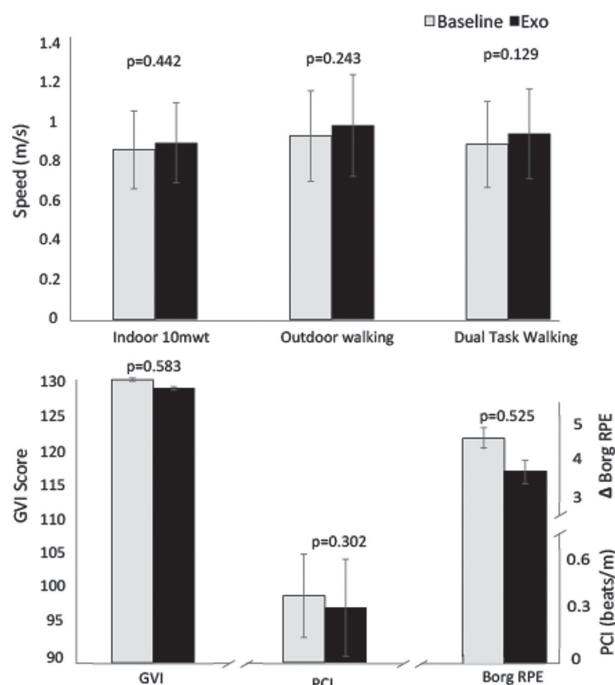 Baseline Exo
1.4
1.2
1
0.8
0.6
0.4
0.2
0
Speed (m/s)
p=0.442 p=0.243 p=0.129
Indoor 10mwt Outdoor walking Dual Task Walking
130
125
120
115
110
105
100
95
90
GVI Score
p=0.583
p=0.302
p=0.525
5
4
3
Δ Borg RPE
0.6
0.3
0
PCI (beats/m)
GVI PCI Borg RPE